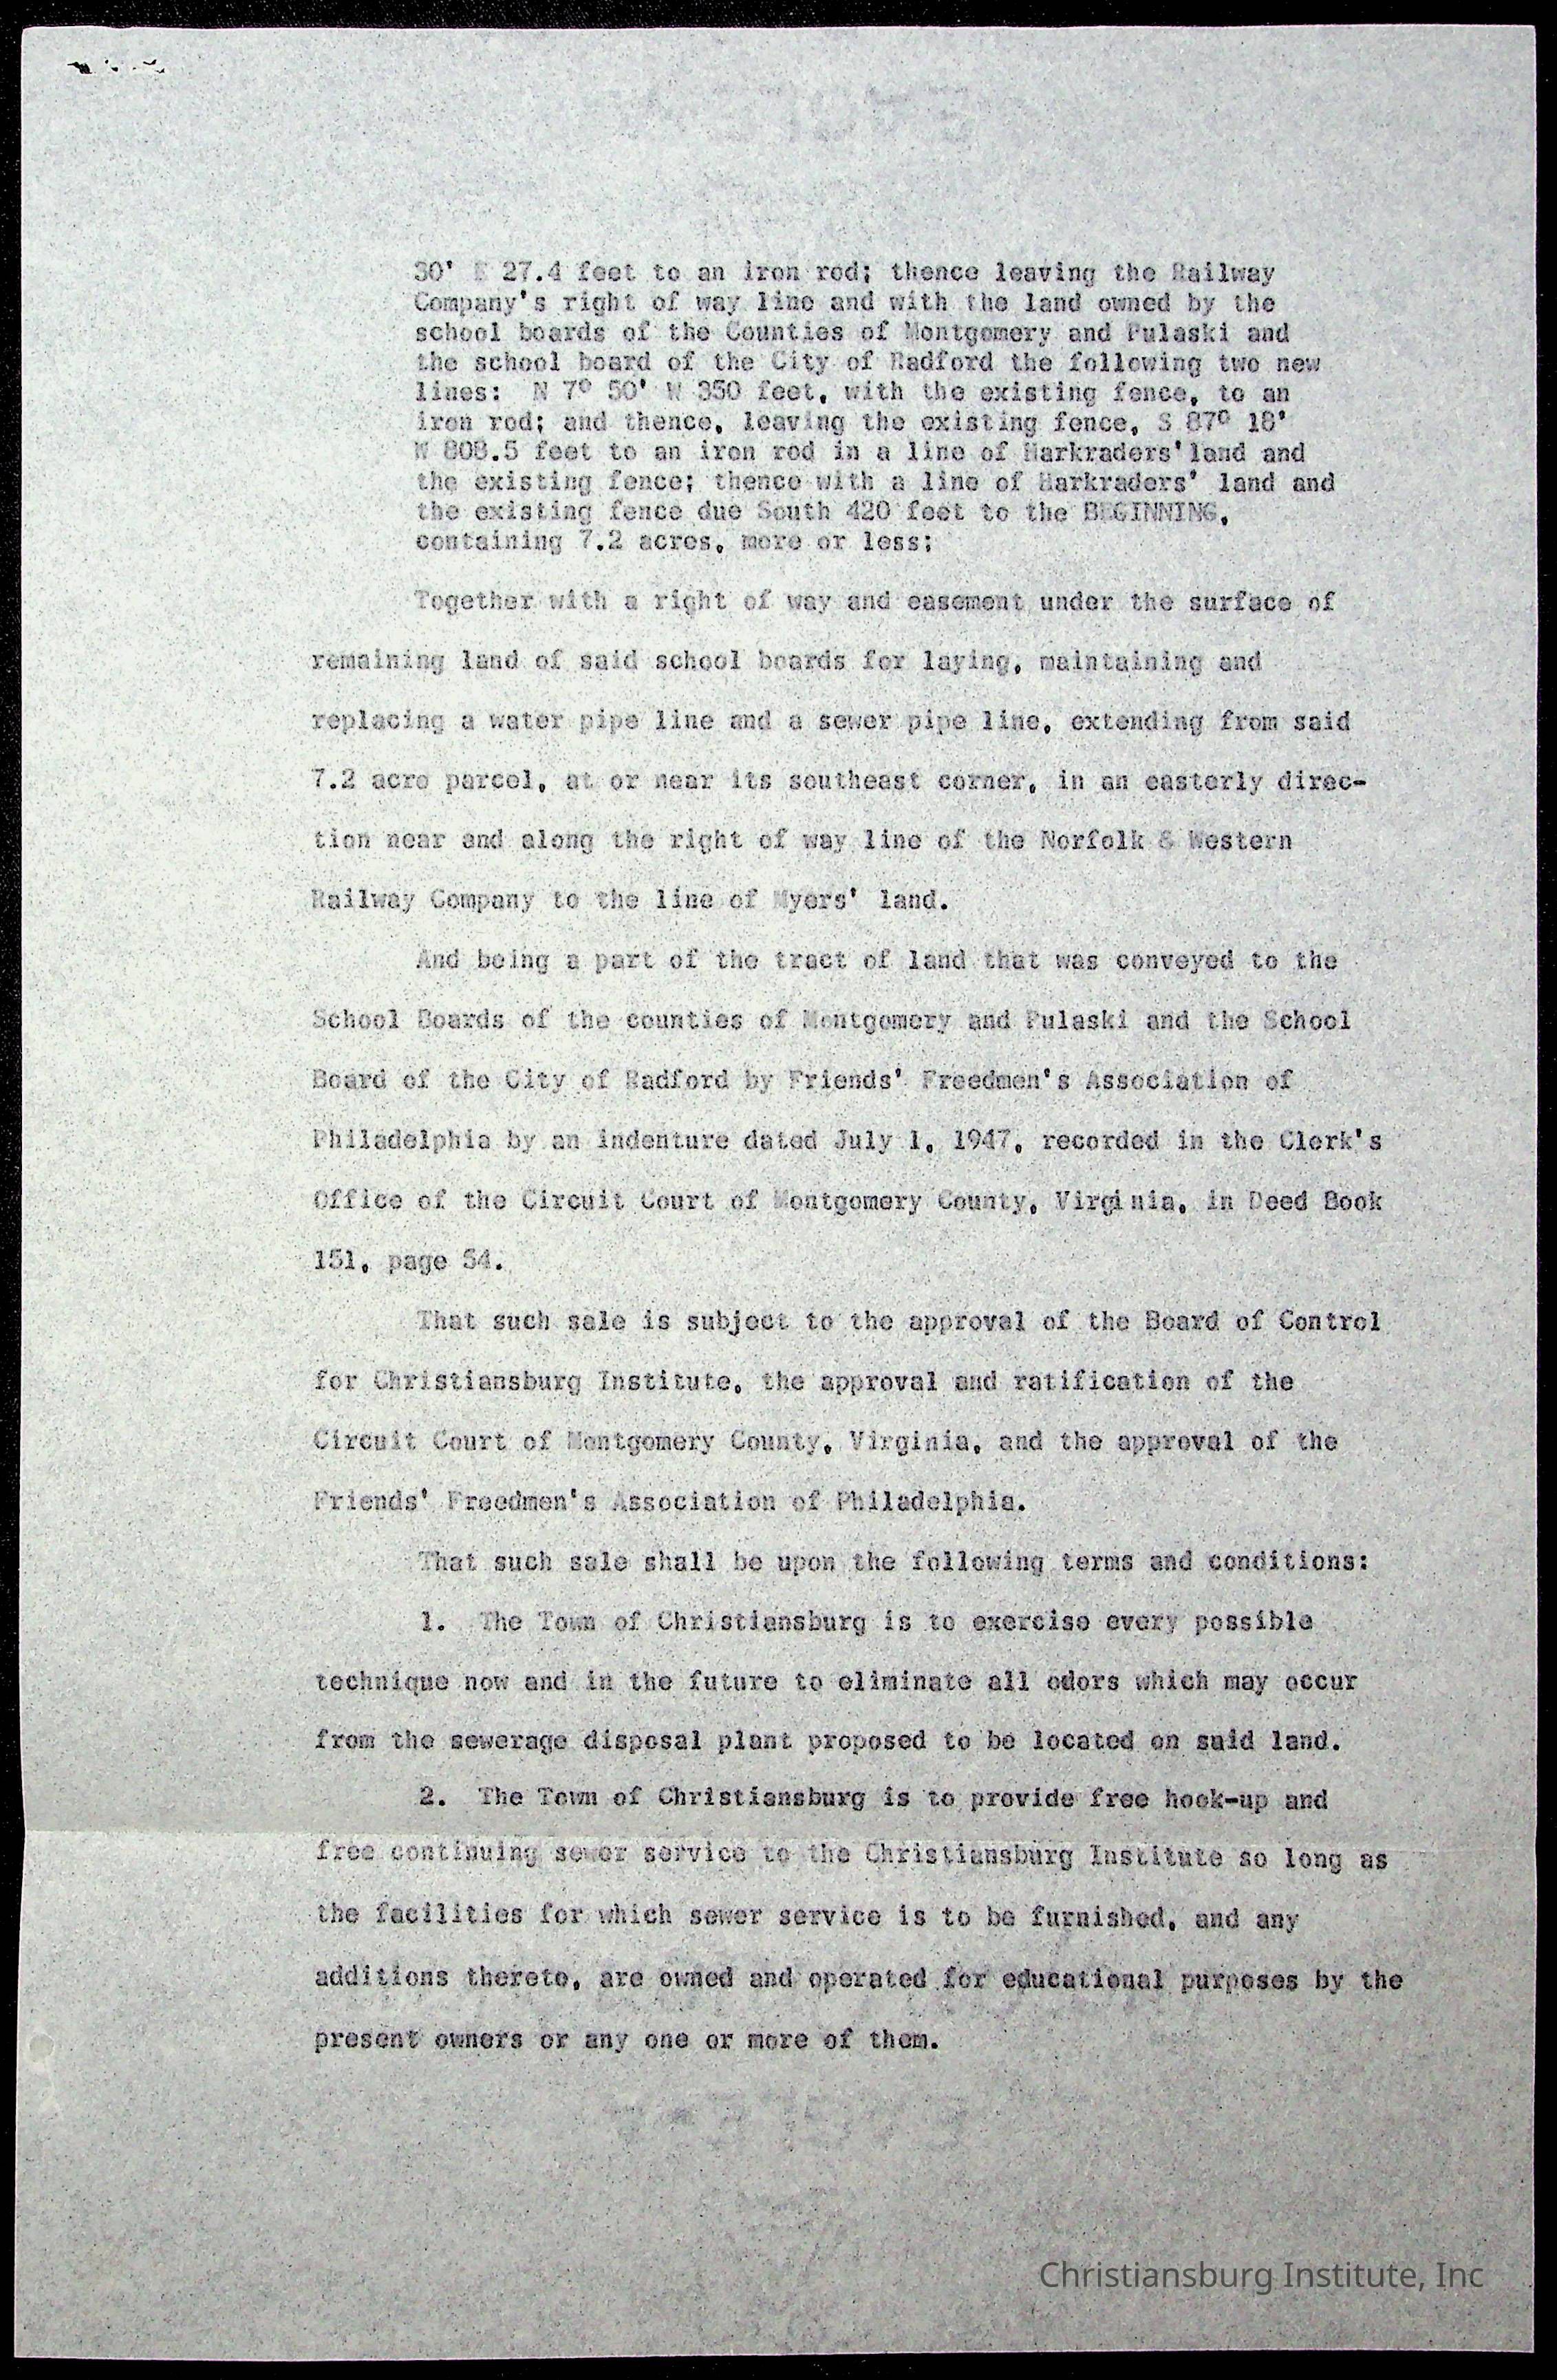 30' E 27.4 feet to an iron rod; thence leaving the Railway
Company's right of way line and with the land owned by the
school boards of the Counties of Montgomery and Pulaski and
the school board of the City of Radford the following two new
lines: N 7° 50' W 350 feet, with the existing fence, to an
iron rod; and thence, leaving the existing fence, S 87° 18'
W 808.5 feet to an iron rod in a line of Harkraders' land and
the existing fence; thence with a line of Harkraders' land and
the existing fence due South 420 feet to the BEGINNING,
containing 7.2 acres, more or less;
Together with a right of way and easement under the surface of
remaining land of said school boards for laying, maintaining and
replacing a water pipe line and a sewer pipe line, extending from said
7.2 acre parcel, at or near its southeast corner, in an easterly direc-
tion near and along the right of way line of the Norfolk & Western
Railway Company to the line of Myers' land.
And being a part of the tract of land that was conveyed to the
School Boards of the counties of Montgomery and Pulaski and the School
Board of the City of Radford by Friends' Freedmen's Association of
Philadelphia by an indenture dated July 1, 1947, recorded in the Clerk's
Office of the Circuit Court of Montgomery County, Virginia, in Deed Book
151, page 54.
That such sale is subject to the approval of the Board of Control
for Christiansburg Institute, the approval and ratification of the
Circuit Court of Montgomery County, Virginia, and the approval of the
Friends' Freedmen's Association of Philadelphia.
That such sale shall be upon the following terms and conditions:
1. The Town of Christiansburg is to exercise every possible
technique now and in the future to eliminate all odors which may occur
from the sewerage disposal plant proposed to be located on said land.
2. The Town of Christiansburg is to provide free hook-up and
free continuing sewer service to the Christiansburg Institute so long as
the facilities for which sewer service is to be furnished, and any
additions thereto, are owned and operated for educational purposes by the
present owners or any one or more of them.
Christiansburg Institute, Inc